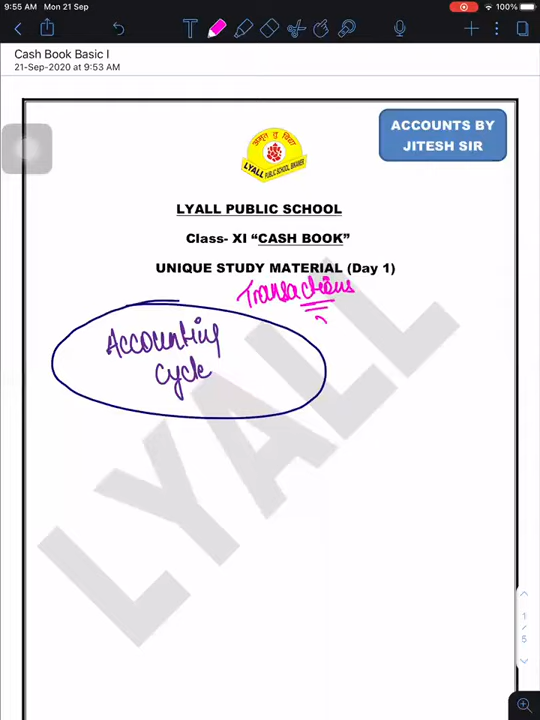 9:55 AM Mon 21 Sep
100%
T
Cash Book Basic I
21-Sep-2020 at 9:53 AM
ACCOUNTS BY
JITESH SIR
LYALL PUBLIC SCHOOL, BIKANER
LYALL PUBLIC SCHOOL
Class- XI “CASH BOOK”
UNIQUE STUDY MATERIAL (Day 1)
Transactions
Accounting
cycle
LYALL
1
/
5